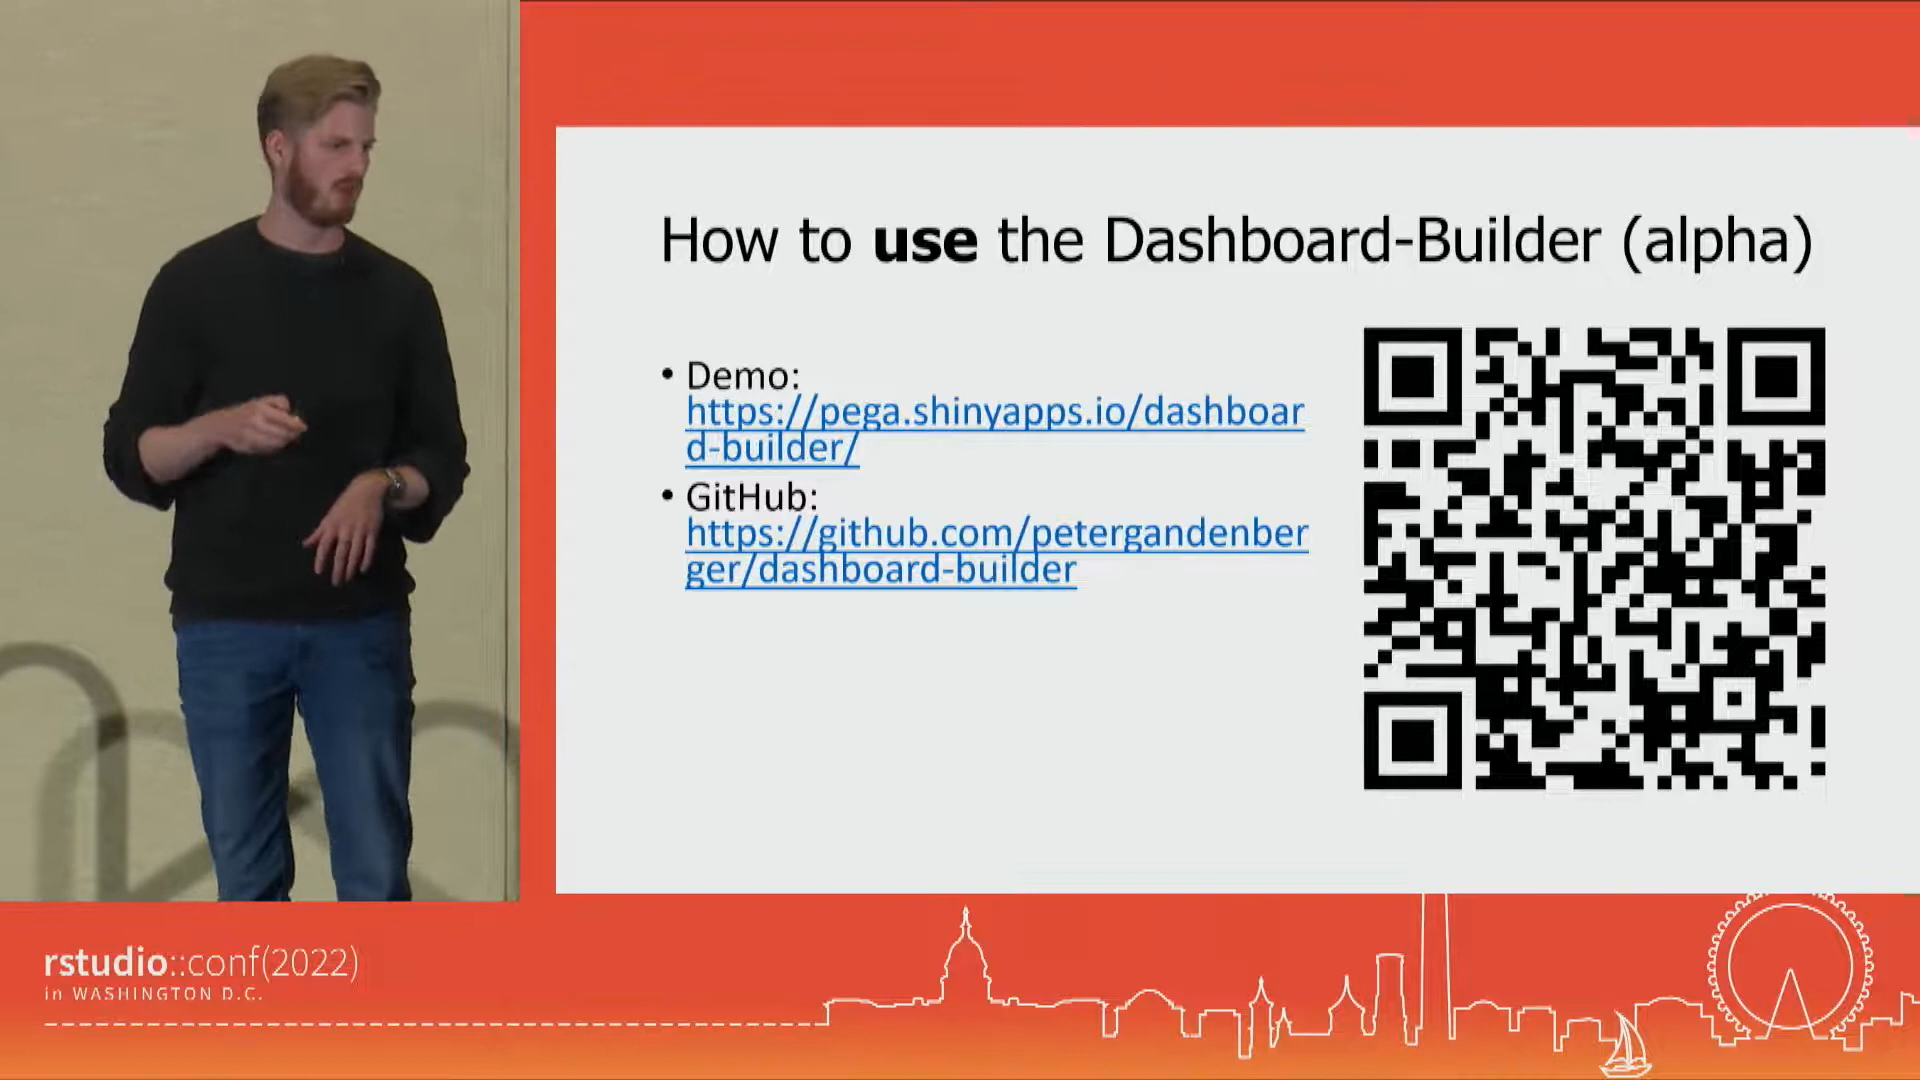 How to use the Dashboard-Builder (alpha)
• Demo:
https://pega.shinyapps.io/dashboar
d-builder/
• GitHub:
https://github.com/petergandenber
ger/dashboard-builder
rstudio::conf(2022)
in WASHINGTON D.C.